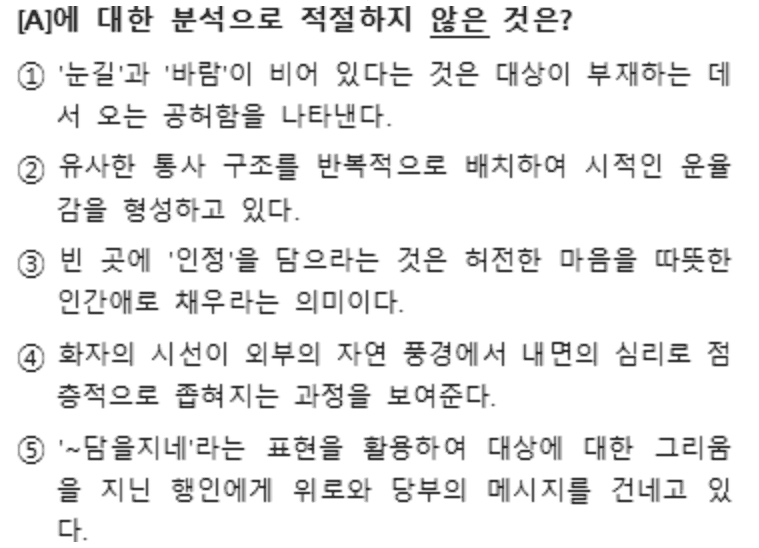 [A]에 대한 분석으로 적절하지 않은 것은?
① '눈길'과 '바람'이 비어 있다는 것은 대상이 부재하는 데
서 오는 공허함을 나타낸다.
② 유사한 통사 구조를 반복적으로 배치하여 시적인 운율
감을 형성하고 있다.
③ 빈 곳에 '인정'을 담으라는 것은 허전한 마음을 따뜻한
인간애로 채우라는 의미이다.
④ 화자의 시선이 외부의 자연 풍경에서 내면의 심리로 점
층적으로 좁혀지는 과정을 보여준다.
⑤ '~담을지네'라는 표현을 활용하여 대상에 대한 그리움
을 지닌 행인에게 위로와 당부의 메시지를 건네고 있
다.